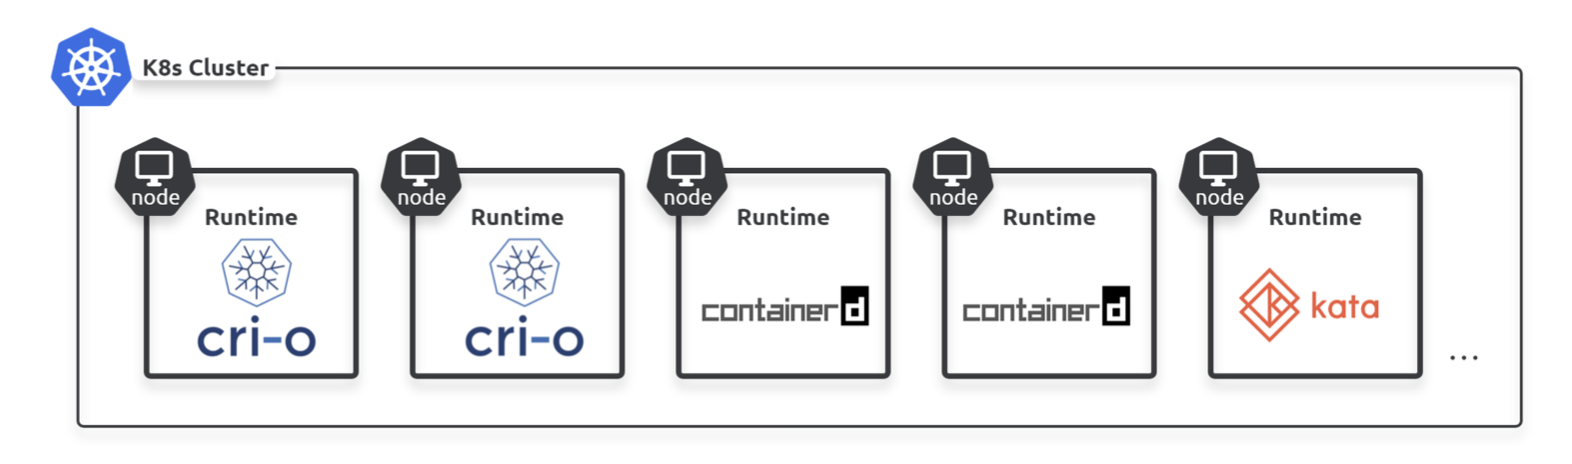 K8s Cluster
node
Runtime
cri-o
node
Runtime
cri-o
node
Runtime
containerd
node
Runtime
containerd
node
Runtime
kata
...